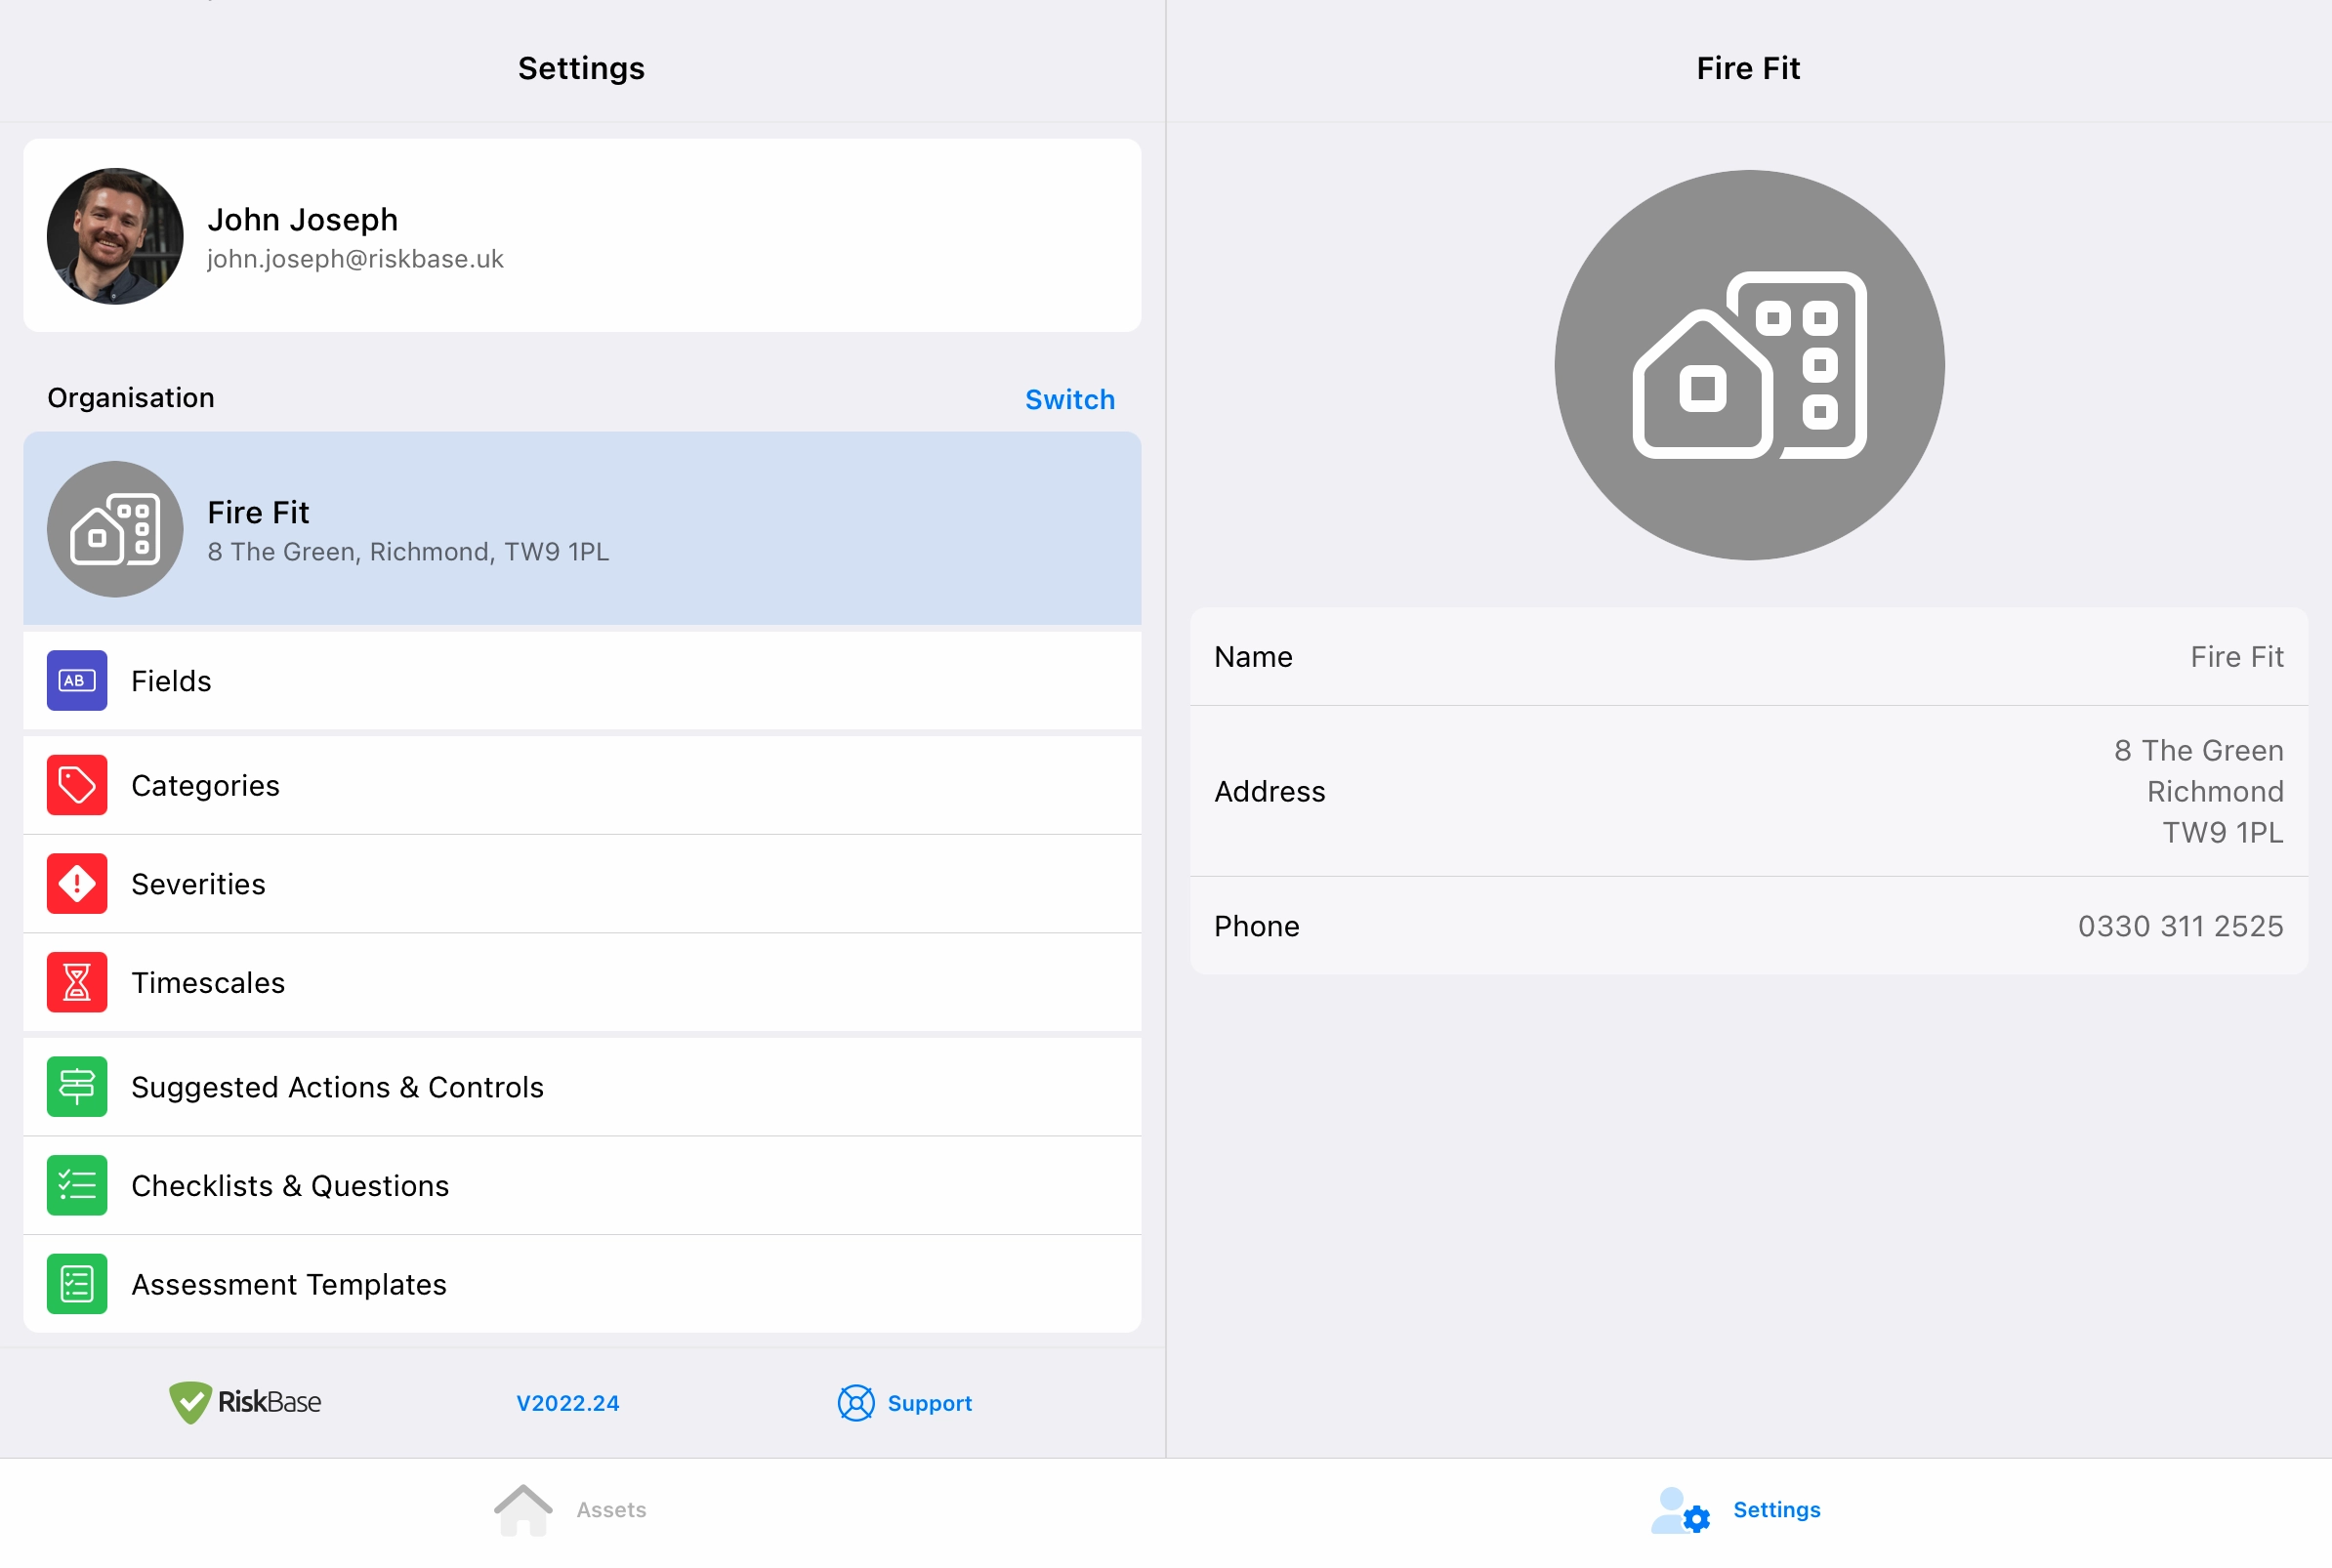 Settings
John Joseph
john.joseph@riskbase.uk
Organisation
Switch
Fire Fit
8 The Green, Richmond, TW9 1PL
AB
Fields
Categories
Severities
Timescales
Suggested Actions & Controls
Checklists & Questions
Assessment Templates
RiskBase
V2022.24
Support
Fire Fit
Name
Fire Fit
Address
8 The Green
Richmond
TW9 1PL
Phone
0330 311 2525
Assets
Settings